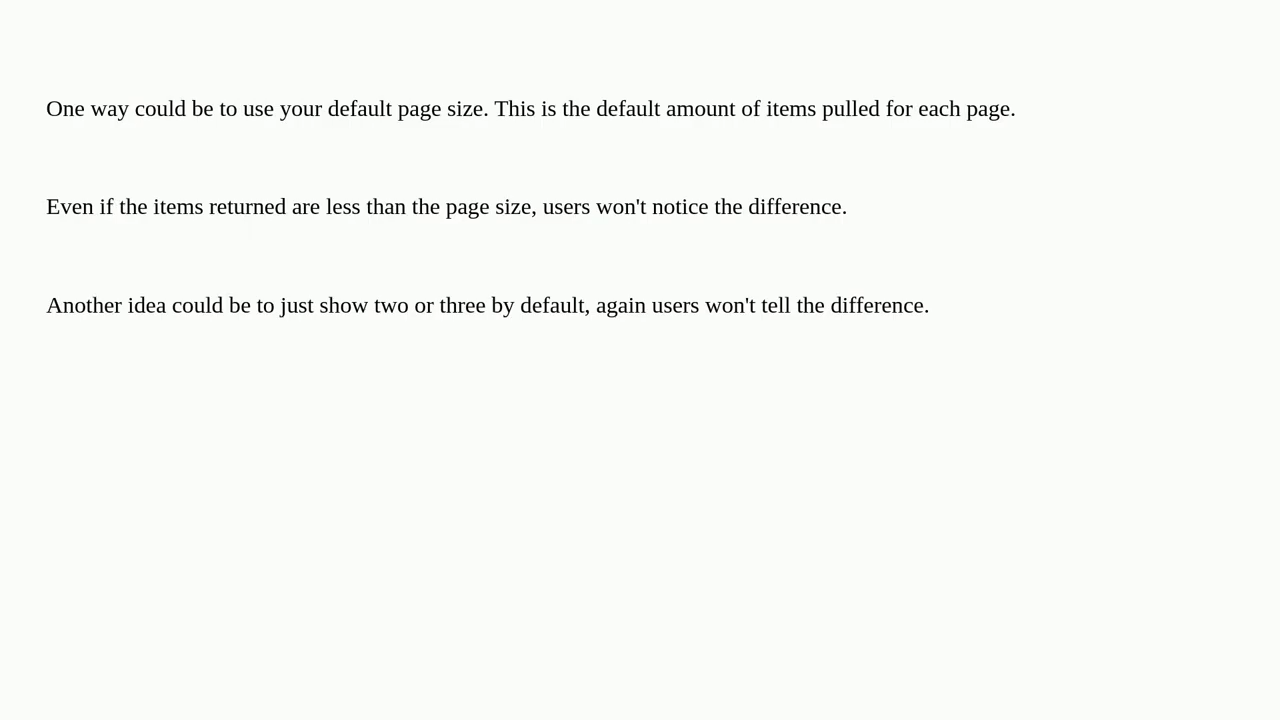 One way could be to use your default page size. This is the default amount of items pulled for each page.
Even if the items returned are less than the page size, users won't notice the difference.
Another idea could be to just show two or three by default, again users won't tell the difference.